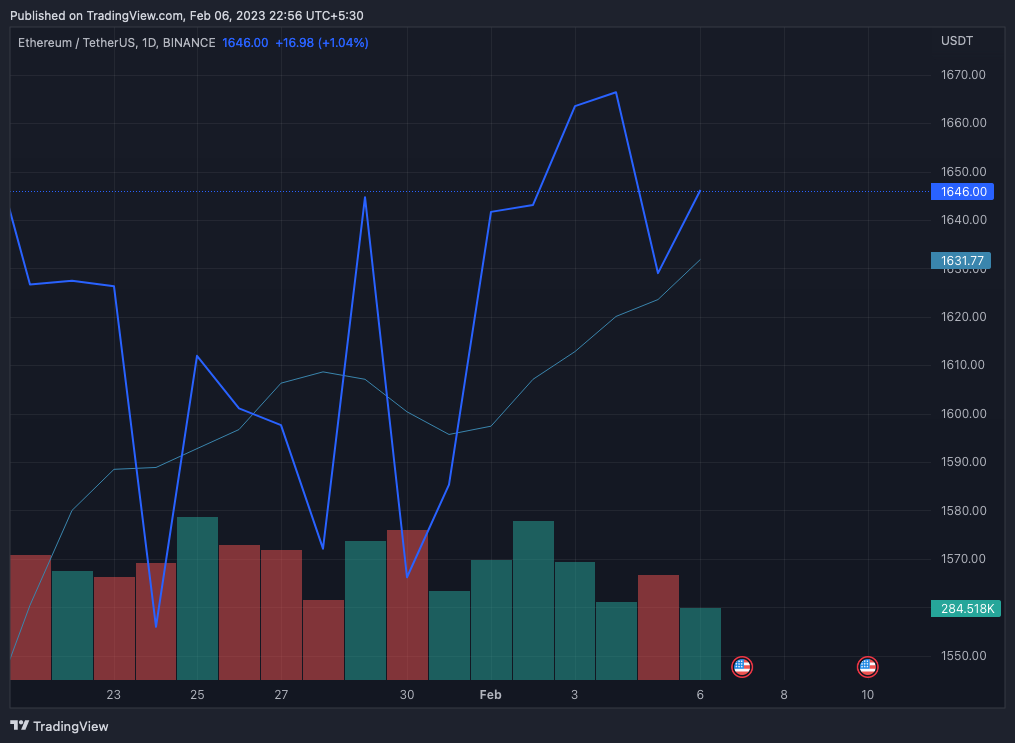 Published on TradingView.com, Feb 06, 2023 22:56 UTC+5:30
Ethereum / TetherUS, 1D, BINANCE 1646.00 +16.98 (+1.04%)
USDT
1670.00
1660.00
1650.00
1646.00
1640.00
1631.77
1630.00
1620.00
1610.00
1600.00
1590.00
1580.00
1570.00
284.518K
1550.00
23 25 27 30 Feb 3 6 8 10
TradingView